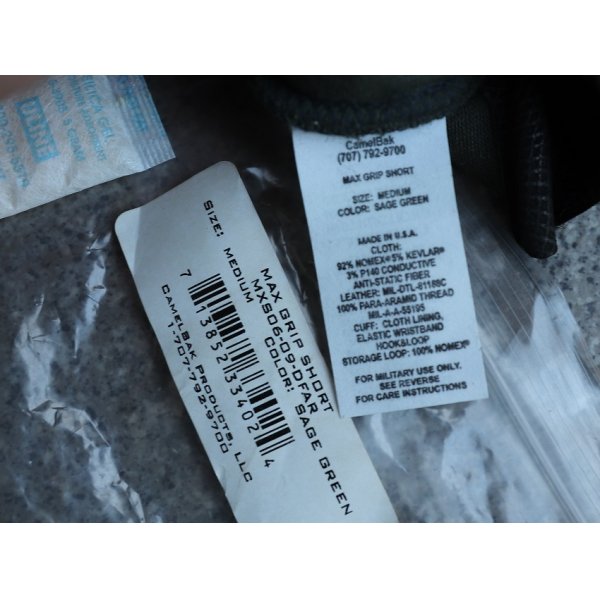 CamelBak
(707) 792-9700
MAX GRIP SHORT
SIZE: MEDIUM
COLOR: SAGE GREEN
MADE IN U.S.A.
CLOTH:
92% NOMEX® 5% KEVLAR®
3% P140 CONDUCTIVE
ANTI-STATIC FIBER
LEATHER: MIL-DTL-81188C
100% PARA-ARAMID THREAD
MIL-A-A-55195
CUFF: CLOTH LINING,
ELASTIC WRISTBAND
HOOK&LOOP
STORAGE LOOP: 100% NOMEX®
FOR MILITARY USE ONLY.
SEE REVERSE
FOR CARE INSTRUCTIONS
MAX GRIP SHORT
MXS06-09-DFAR
SIZE: MEDIUM COLOR: SAGE GREEN
7 13852 33402 4
CAMELBAK PRODUCTS, LLC
1-707-792-9700